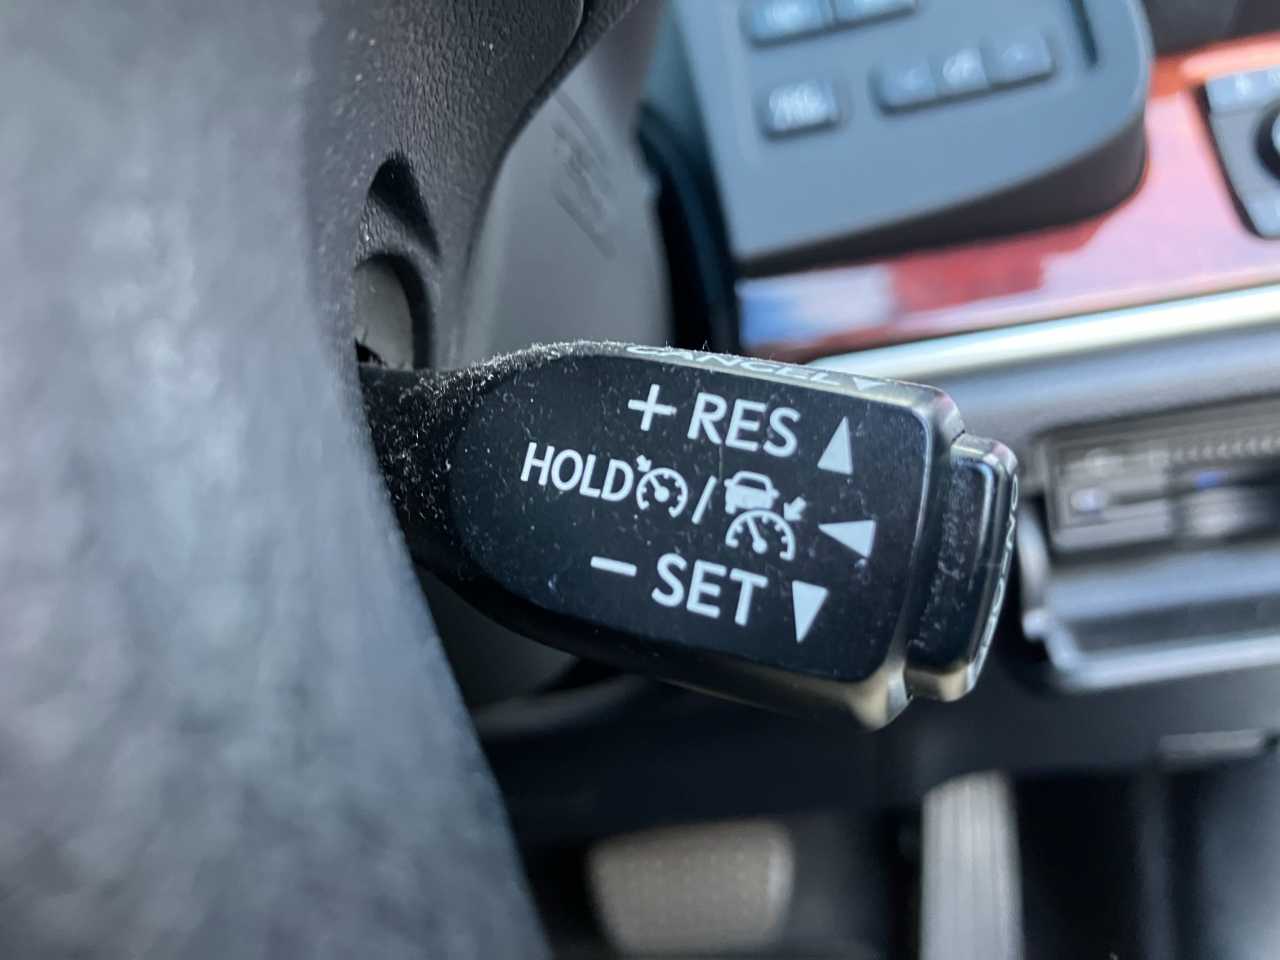 CANCEL
+ RES
HOLD /
- SET